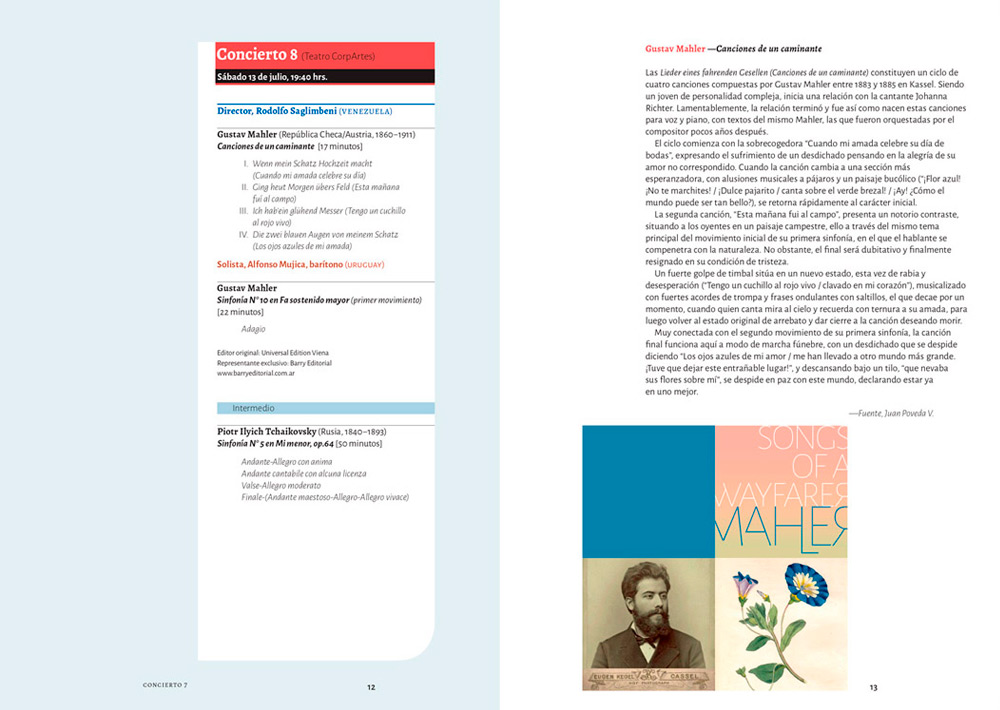 Concierto 8 (Teatro CorpArtes)
Sábado 13 de julio, 19:40 hrs.
Director, Rodolfo Saglimbeni (VENEZUELA)
Gustav Mahler (República Checa/Austria, 1860–1911)
Canciones de un caminante [17 minutos]
I. Wenn mein Schatz Hochzeit macht
(Cuando mi amada celebre su día)
II. Ging heut Morgen übers Feld (Esta mañana
fui al campo)
III. Ich hab'ein glühend Messer (Tengo un cuchillo
al rojo vivo)
IV. Die zwei blauen Augen von meinem Schatz
(Los ojos azules de mi amada)
Solista, Alfonso Mujica, barítono (URUGUAY)
Gustav Mahler
Sinfonía N° 10 en Fa sostenido mayor (primer movimiento)
[22 minutos]
Adagio
Editor original: Universal Edition Viena
Representante exclusivo: Barry Editorial
www.barryeditorial.com.ar
Intermedio
Piotr Ilyich Tchaikovsky (Rusia, 1840–1893)
Sinfonía N° 5 en Mi menor, op.64 [50 minutos]
Andante-Allegro con anima
Andante cantabile con alcuna licenza
Valse-Allegro moderato
Finale-(Andante maestoso-Allegro-Allegro vivace)
CONCIERTO 7
12
Gustav Mahler —Canciones de un caminante
Las Lieder eines fahrenden Gesellen (Canciones de un caminante) constituyen un ciclo de
cuatro canciones compuestas por Gustav Mahler entre 1883 y 1885 en Kassel. Siendo
un joven de personalidad compleja, inicia una relación con la cantante Johanna
Richter. Lamentablemente, la relación terminó y fue así como nacen estas canciones
para voz y piano, con textos del mismo Mahler, las que fueron orquestadas por el
compositor pocos años después.
El ciclo comienza con la sobrecogedora “Cuando mi amada celebre su día de
bodas”, expresando el sufrimiento de un desdichado pensando en la alegría de su
amor no correspondido. Cuando la canción cambia a una sección más
esperanzadora, con alusiones musicales a pájaros y un paisaje bucólico (“¡Flor azul!
¡No te marchites! / ¡Dulce pajarito / canta sobre el verde brezal! / ¡Ay! ¿Cómo el
mundo puede ser tan bello?), se retorna rápidamente al carácter inicial.
La segunda canción, “Esta mañana fui al campo”, presenta un notorio contraste,
situando a los oyentes en un paisaje campestre, ello a través del mismo tema
principal del movimiento inicial de su primera sinfonía, en el que el hablante se
compenetra con la naturaleza. No obstante, el final será dubitativo y finalmente
resignado en su condición de tristeza.
Un fuerte golpe de timbal sitúa en un nuevo estado, esta vez de rabia y
desesperación (“Tengo un cuchillo al rojo vivo / clavado en mi corazón”), musicalizado
con fuertes acordes de trompa y frases ondulantes con saltillos, el que decae por un
momento, cuando quien canta mira al cielo y recuerda con ternura a su amada, para
luego volver al estado original de arrebato y dar cierre a la canción deseando morir.
Muy conectada con el segundo movimiento de su primera sinfonía, la canción
final funciona aquí a modo de marcha fúnebre, con un desdichado que se despide
diciendo “Los ojos azules de mi amor / me han llevado a otro mundo más grande.
¡Tuve que dejar este entrañable lugar!”, y descansando bajo un tilo, “que nevaba
sus flores sobre mí”, se despide en paz con este mundo, declarando estar ya
en uno mejor.
—Fuente, Juan Poveda V.
SONGS
OF A
WAYFARER
MAHLER
EUGEN KEGEL CASSEL
13